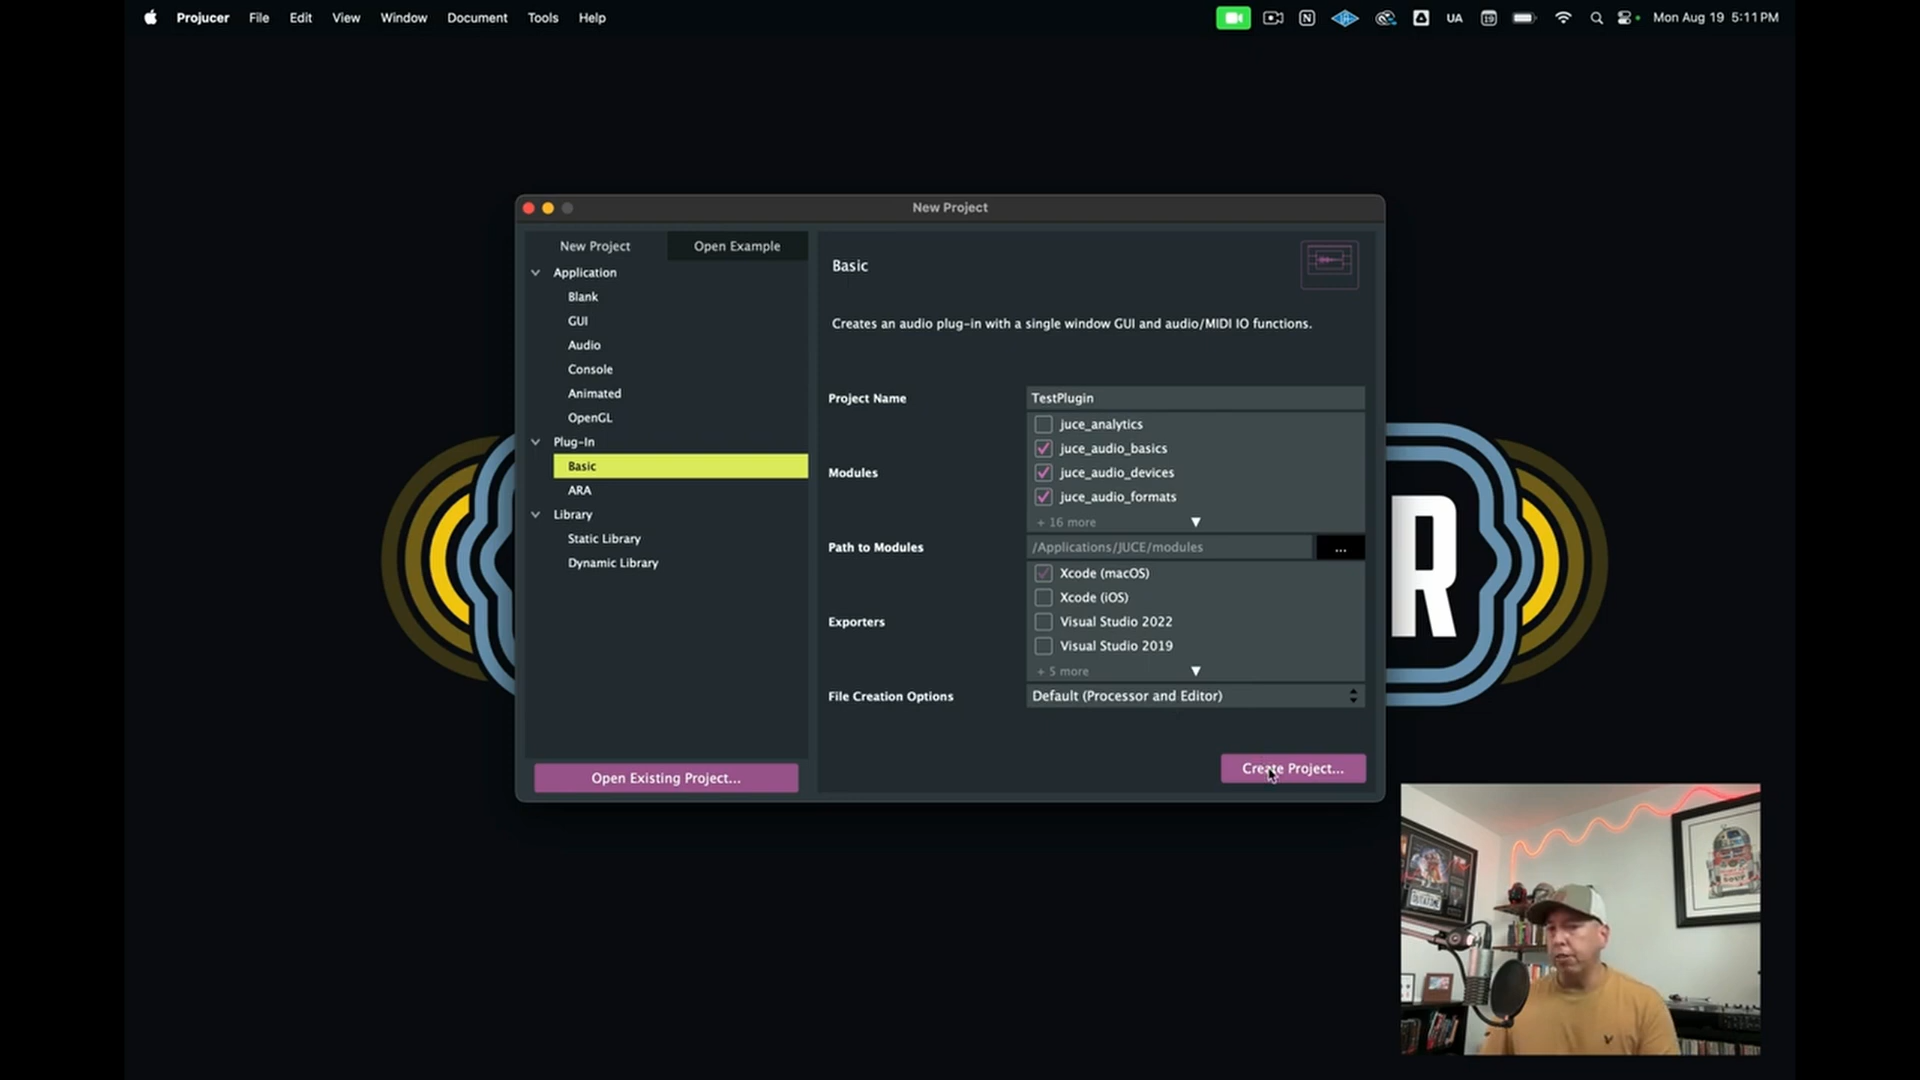 Projucer File Edit View Window Document Tools Help
UA 19 Mon Aug 19 5:11 PM
New Project
New Project Open Example
Application
Blank
GUI
Audio
Console
Animated
OpenGL
Plug-In
Basic
ARA
Library
Static Library
Dynamic Library
Open Existing Project...
Basic
Creates an audio plug-in with a single window GUI and audio/MIDI IO functions.
Project Name TestPlugin
Modules
juce_analytics
juce_audio_basics
juce_audio_devices
juce_audio_formats
+ 16 more
Path to Modules /Applications/JUCE/modules ...
Exporters
Xcode (macOS)
Xcode (iOS)
Visual Studio 2022
Visual Studio 2019
+ 5 more
File Creation Options Default (Processor and Editor)
Create Project...
R
OUTATIME